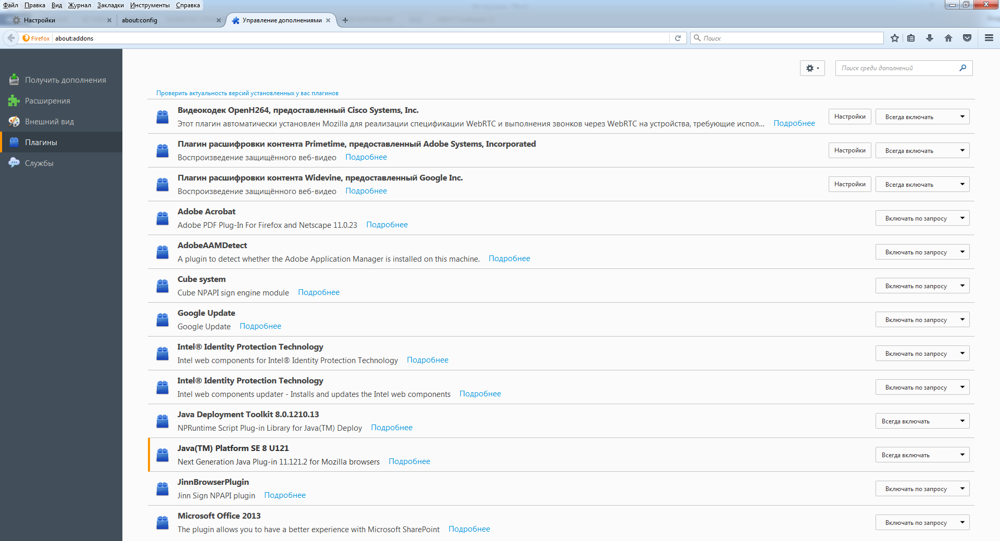 Файл Правка Вид Журнал Закладки Инструменты Справка
Настройки about:config Управление дополнениями
Firefox about:addons Поиск
Получить дополнения
Расширения
Внешний вид
Плагины
Службы
Поиск среди дополнений
Проверить актуальность версий установленных у вас плагинов
Видеокодек OpenH264, предоставленный Cisco Systems, Inc.
Этот плагин автоматически установлен Mozilla для реализации спецификации WebRTC и выполнения звонков через WebRTC на устройства, требующие испол... Подробнее
Настройки Всегда включать
Плагин расшифровки контента Primetime, предоставленный Adobe Systems, Incorporated
Воспроизведение защищённого веб-видео Подробнее
Настройки Всегда включать
Плагин расшифровки контента Widevine, предоставленный Google Inc.
Воспроизведение защищённого веб-видео Подробнее
Настройки Всегда включать
Adobe Acrobat
Adobe PDF Plug-In For Firefox and Netscape 11.0.23 Подробнее
Включать по запросу
AdobeAAMDetect
A plugin to detect whether the Adobe Application Manager is installed on this machine. Подробнее
Включать по запросу
Cube system
Cube NPAPI sign engine module Подробнее
Включать по запросу
Google Update
Google Update Подробнее
Включать по запросу
Intel® Identity Protection Technology
Intel web components for Intel® Identity Protection Technology Подробнее
Включать по запросу
Intel® Identity Protection Technology
Intel web components updater - Installs and updates the Intel web components Подробнее
Включать по запросу
Java Deployment Toolkit 8.0.1210.13
NPRuntime Script Plug-in Library for Java(TM) Deploy Подробнее
Всегда включать
Java(TM) Platform SE 8 U121
Next Generation Java Plug-in 11.121.2 for Mozilla browsers Подробнее
Всегда включать
JinnBrowserPlugin
Jinn Sign NPAPI plugin Подробнее
Включать по запросу
Microsoft Office 2013
The plugin allows you to have a better experience with Microsoft SharePoint Подробнее
Включать по запросу